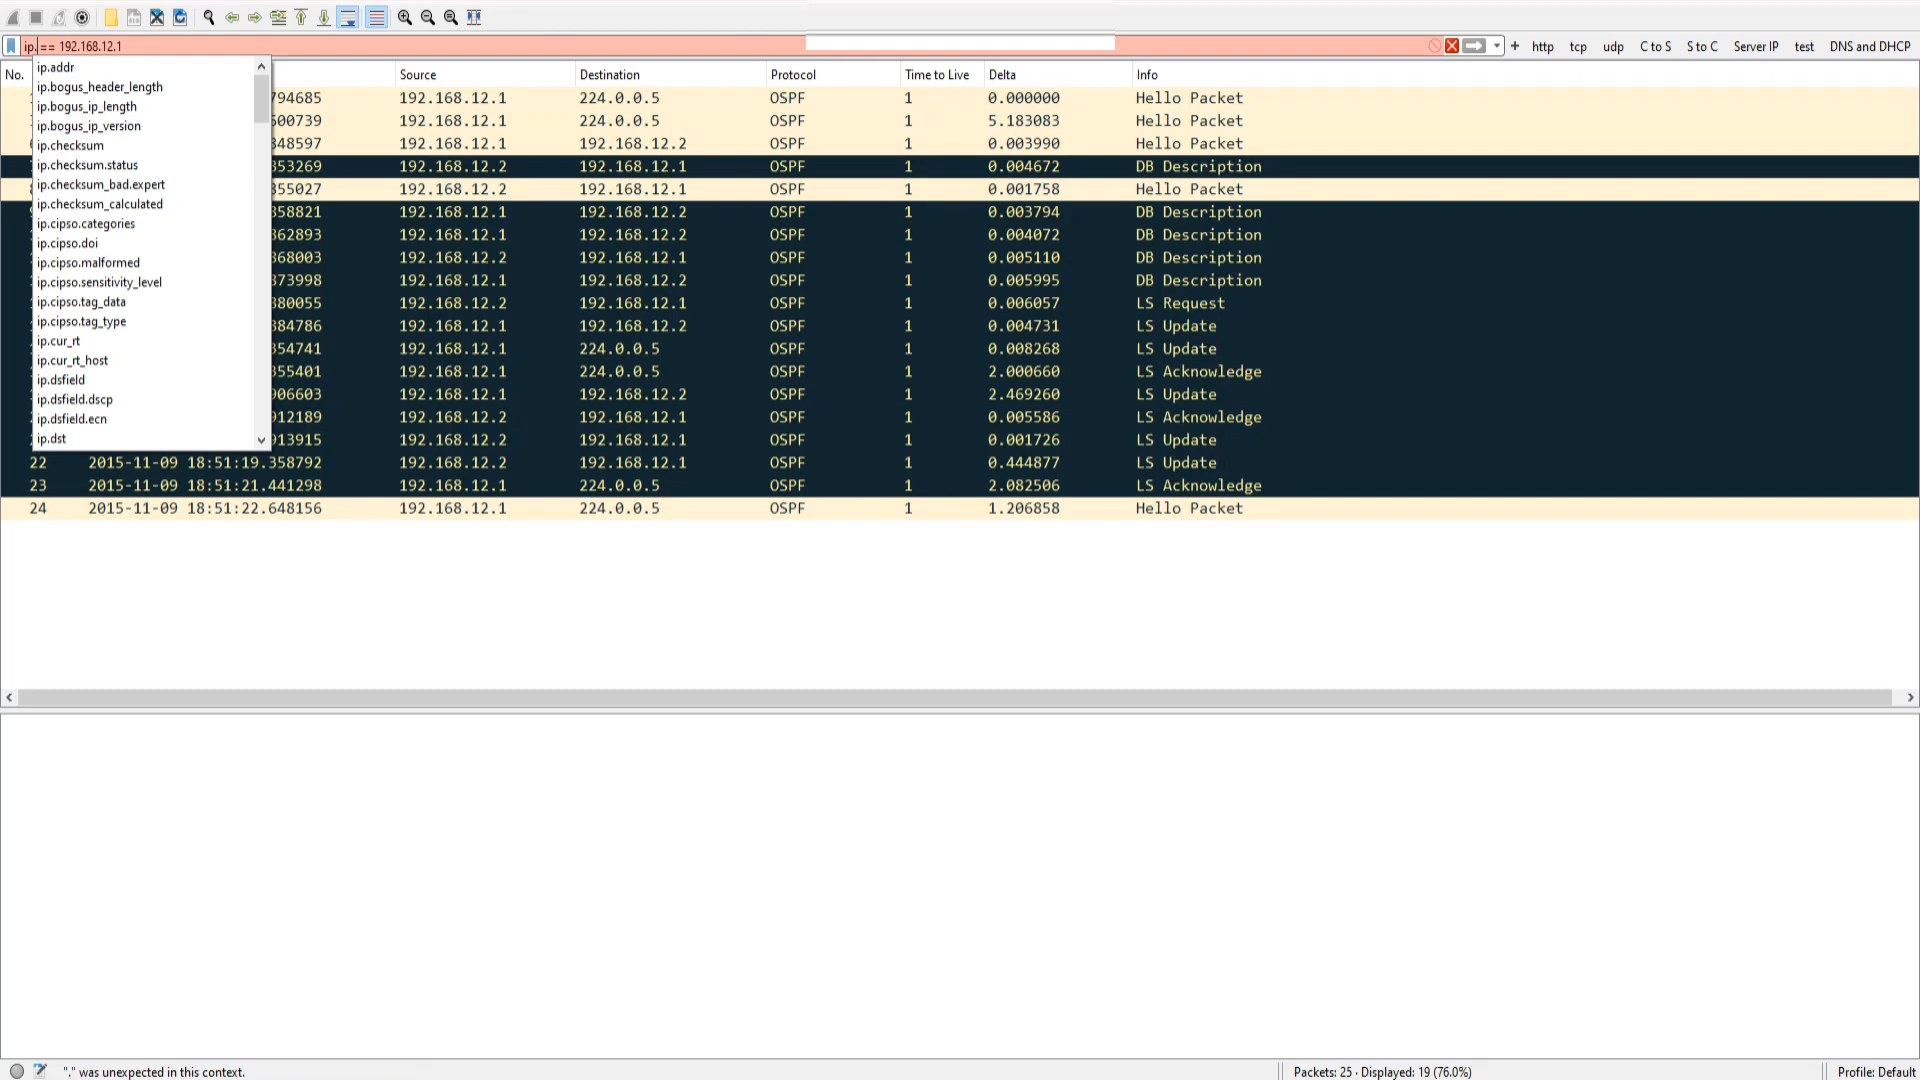 ip. == 192.168.12.1 + http tcp udp C to S S to C Server IP test DNS and DHCP
No. Source Destination Protocol Time to Live Delta Info
ip.addr
ip.bogus_header_length
ip.bogus_ip_length
ip.bogus_ip_version
ip.checksum
ip.checksum.status
ip.checksum_bad.expert
ip.checksum_calculated
ip.cipso.categories
ip.cipso.doi
ip.cipso.malformed
ip.cipso.sensitivity_level
ip.cipso.tag_data
ip.cipso.tag_type
ip.cur_rt
ip.cur_rt_host
ip.dsfield
ip.dsfield.dscp
ip.dsfield.ecn
ip.dst
794685 192.168.12.1 224.0.0.5 OSPF 1 0.000000 Hello Packet
500739 192.168.12.1 224.0.0.5 OSPF 1 5.183083 Hello Packet
348597 192.168.12.1 192.168.12.2 OSPF 1 0.003990 Hello Packet
353269 192.168.12.2 192.168.12.1 OSPF 1 0.004672 DB Description
355027 192.168.12.2 192.168.12.1 OSPF 1 0.001758 Hello Packet
358821 192.168.12.1 192.168.12.2 OSPF 1 0.003794 DB Description
362893 192.168.12.1 192.168.12.2 OSPF 1 0.004072 DB Description
368003 192.168.12.2 192.168.12.1 OSPF 1 0.005110 DB Description
373998 192.168.12.1 192.168.12.2 OSPF 1 0.005995 DB Description
380055 192.168.12.2 192.168.12.1 OSPF 1 0.006057 LS Request
384786 192.168.12.1 192.168.12.2 OSPF 1 0.004731 LS Update
354741 192.168.12.1 224.0.0.5 OSPF 1 0.008268 LS Update
355401 192.168.12.1 224.0.0.5 OSPF 1 2.000660 LS Acknowledge
906603 192.168.12.1 192.168.12.2 OSPF 1 2.469260 LS Update
912189 192.168.12.2 192.168.12.1 OSPF 1 0.005586 LS Acknowledge
913915 192.168.12.2 192.168.12.1 OSPF 1 0.001726 LS Update
22 2015-11-09 18:51:19.358792 192.168.12.2 192.168.12.1 OSPF 1 0.444877 LS Update
23 2015-11-09 18:51:21.441298 192.168.12.1 224.0.0.5 OSPF 1 2.082506 LS Acknowledge
24 2015-11-09 18:51:22.648156 192.168.12.1 224.0.0.5 OSPF 1 1.206858 Hello Packet
"." was unexpected in this context. Packets: 25 · Displayed: 19 (76.0%) Profile: Default